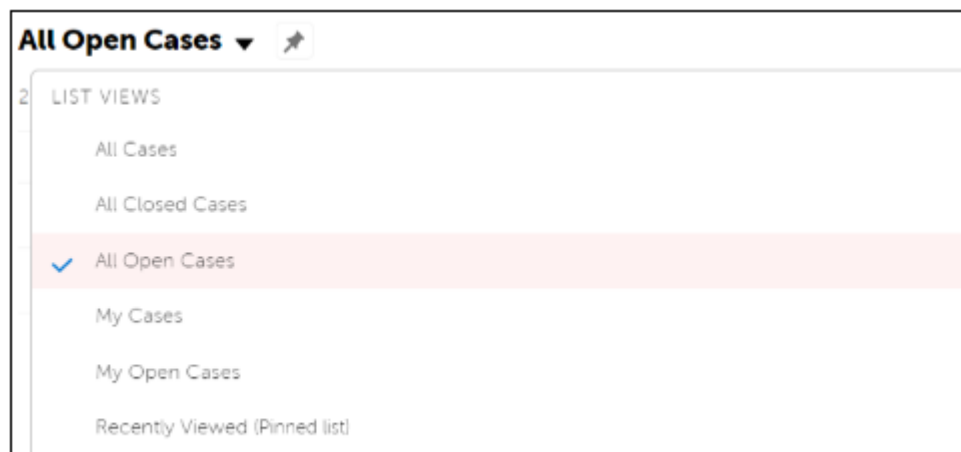 All Open Cases
2
LIST VIEWS
All Cases
All Closed Cases
All Open Cases
My Cases
My Open Cases
Recently Viewed (Pinned list)